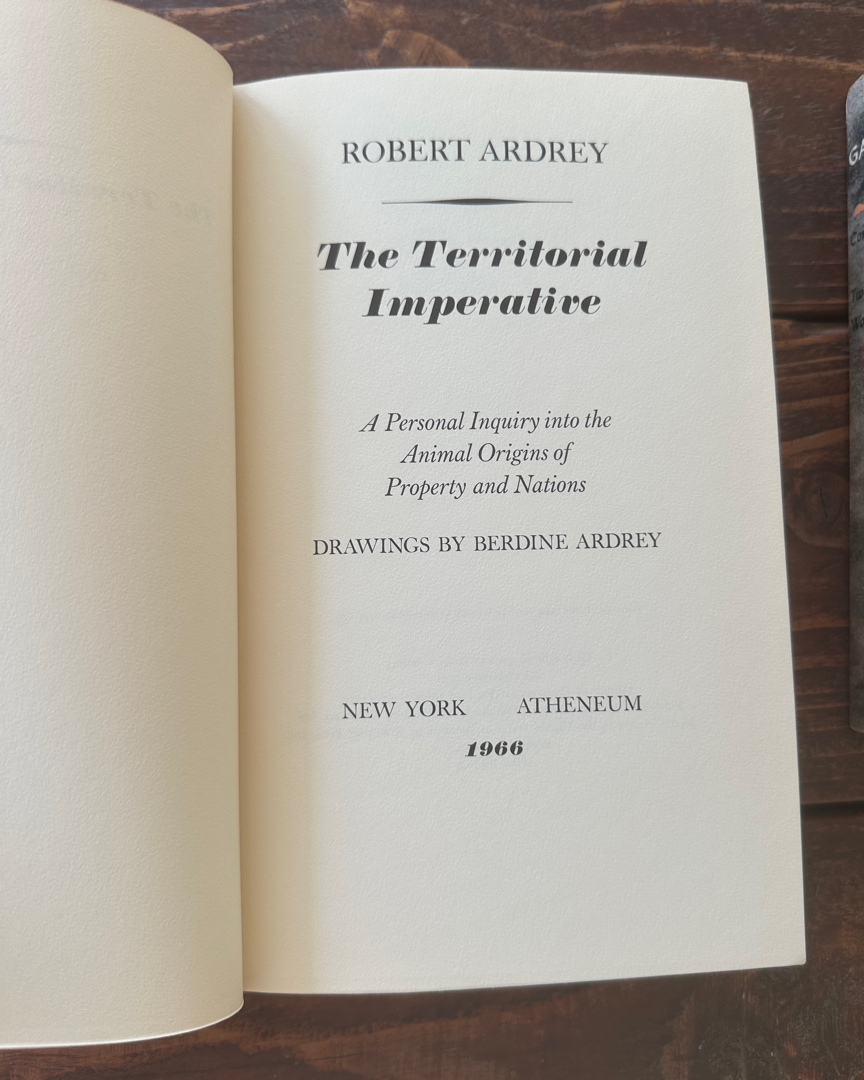 ROBERT ARDREY
The Territorial
Imperative
A Personal Inquiry into the
Animal Origins of
Property and Nations
DRAWINGS BY BERDINE ARDREY
NEW YORK ATHENEUM
1966